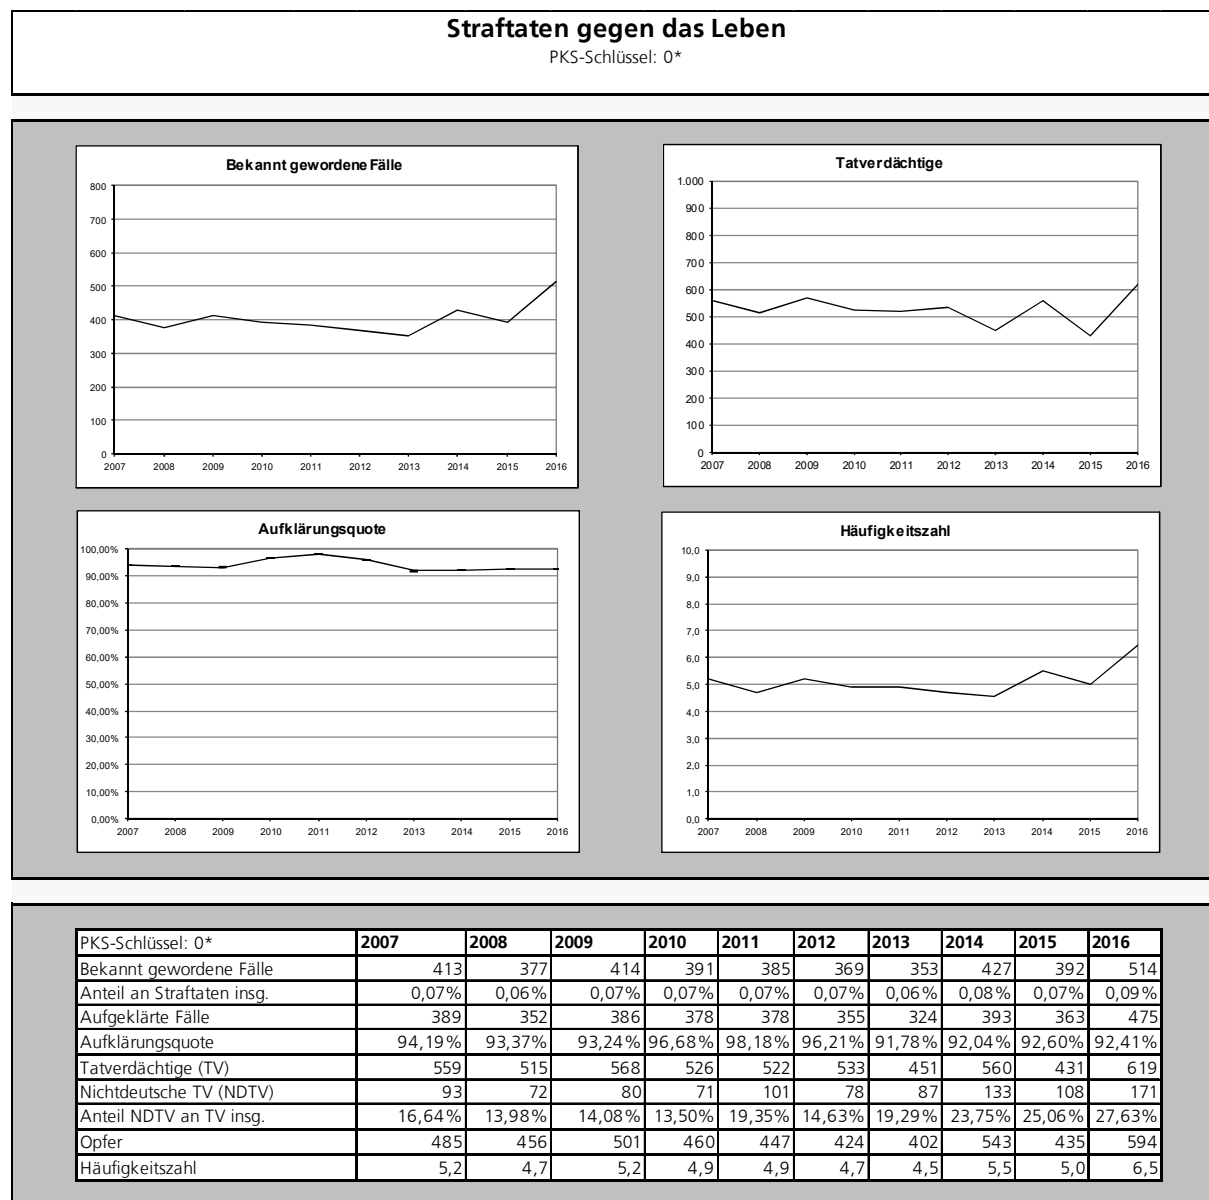 Straftaten gegen das Leben
PKS-Schlüssel: 0*
Bekannt gewordene Fälle
800
700
600
500
400
300
200
100
0
2007 2008 2009 2010 2011 2012 2013 2014 2015 2016
Tatverdächtige
1.000
900
800
700
600
500
400
300
200
100
0
2007 2008 2009 2010 2011 2012 2013 2014 2015 2016
Aufklärungsquote
100,00%
90,00%
80,00%
70,00%
60,00%
50,00%
40,00%
30,00%
20,00%
10,00%
0,00%
2007 2008 2009 2010 2011 2012 2013 2014 2015 2016
Häufigkeitszahl
10,0
9,0
8,0
7,0
6,0
5,0
4,0
3,0
2,0
1,0
0,0
2007 2008 2009 2010 2011 2012 2013 2014 2015 2016
PKS-Schlüssel: 0* 2007 2008 2009 2010 2011 2012 2013 2014 2015 2016
Bekannt gewordene Fälle 413 377 414 391 385 369 353 427 392 514
Anteil an Straftaten insg. 0,07% 0,06% 0,07% 0,07% 0,07% 0,07% 0,06% 0,08% 0,07% 0,09%
Aufgeklärte Fälle 389 352 386 378 378 355 324 393 363 475
Aufklärungsquote 94,19% 93,37% 93,24% 96,68% 98,18% 96,21% 91,78% 92,04% 92,60% 92,41%
Tatverdächtige (TV) 559 515 568 526 522 533 451 560 431 619
Nichtdeutsche TV (NDTV) 93 72 80 71 101 78 87 133 108 171
Anteil NDTV an TV insg. 16,64% 13,98% 14,08% 13,50% 19,35% 14,63% 19,29% 23,75% 25,06% 27,63%
Opfer 485 456 501 460 447 424 402 543 435 594
Häufigkeitszahl 5,2 4,7 5,2 4,9 4,9 4,7 4,5 5,5 5,0 6,5